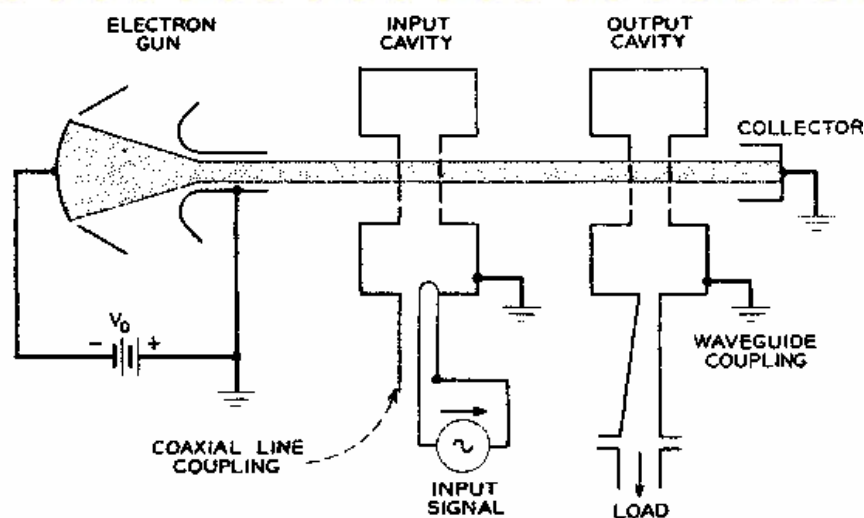 ELECTRON
GUN
INPUT
CAVITY
OUTPUT
CAVITY
COLLECTOR
V₀
− +
WAVEGUIDE
COUPLING
COAXIAL LINE
COUPLING
INPUT
SIGNAL
LOAD